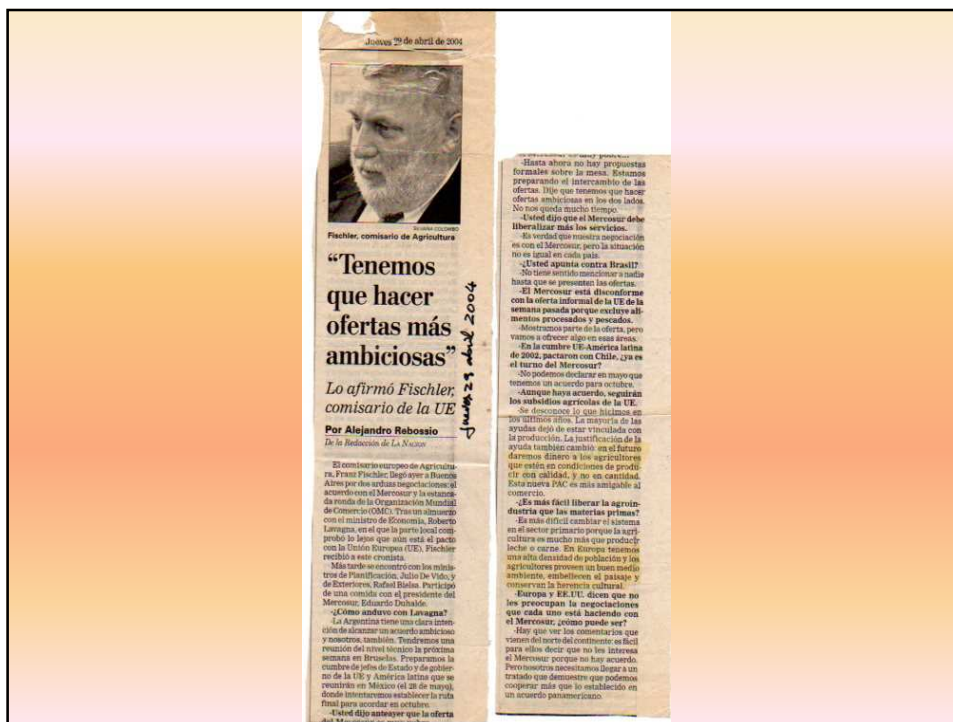 Jueves 29 de abril de 2004
SILVANA COLOMBO
Fischler, comisario de Agricultura
“Tenemos
que hacer
ofertas más
ambiciosas”
Lo afirmó Fischler,
comisario de la UE
Por Alejandro Rebossio
De la Redacción de LA NACION
Jueves 29 abril 2004
El comisario europeo de Agricultu-
ra, Franz Fischler, llegó ayer a Buenos
Aires por dos arduas negociaciones: el
acuerdo con el Mercosur y la estanca-
da ronda de la Organización Mundial
de Comercio (OMC). Tras un almuerzo
con el ministro de Economía, Roberto
Lavagna, en el que la parte local com-
probó lo lejos que aún está el pacto
con la Unión Europea (UE), Fischler
recibió a este cronista.
Más tarde se encontró con los minis-
tros de Planificación, Julio De Vido, y
de Exteriores, Rafael Bielsa. Participó
de una comida con el presidente del
Mercosur, Eduardo Duhalde.
-¿Cómo anduvo con Lavagna?
-La Argentina tiene una clara inten-
ción de alcanzar un acuerdo ambicioso
y nosotros, también. Tendremos una
reunión del nivel técnico la próxima
semana en Bruselas. Preparamos la
cumbre de jefes de Estado y de gobier-
no de la UE y América latina que se
reunirán en México (el 28 de mayo),
donde intentaremos establecer la ruta
final para acordar en octubre.
-Usted dijo anteayer que la oferta
-Hasta ahora no hay propuestas
formales sobre la mesa. Estamos
preparando el intercambio de las
ofertas. Dije que tenemos que hacer
ofertas ambiciosas en los dos lados.
No nos queda mucho tiempo.
-Usted dijo que el Mercosur debe
liberalizar más los servicios.
-Es verdad que nuestra negociación
es con el Mercosur, pero la situación
no es igual en cada país.
-¿Usted apunta contra Brasil?
-No tiene sentido mencionar a nadie
hasta que se presenten las ofertas.
-El Mercosur está disconforme
con la oferta informal de la UE de la
semana pasada porque excluye ali-
mentos procesados y pescados.
-Mostramos parte de la oferta, pero
vamos a ofrecer algo en esas áreas.
-En la cumbre UE-América latina
de 2002, pactaron con Chile, ¿ya es
el turno del Mercosur?
-No podemos declarar en mayo que
tenemos un acuerdo para octubre.
-Aunque haya acuerdo, seguirán
los subsidios agrícolas de la UE.
-Se desconoce lo que hicimos en
los últimos años. La mayoría de las
ayudas dejó de estar vinculada con
la producción. La justificación de la
ayuda también cambió: en el futuro
daremos dinero a los agricultores
que estén en condiciones de produ-
cir con calidad, y no en cantidad.
Esta nueva PAC es más amigable al
comercio.
-¿Es más fácil liberar la agroin-
dustria que las materias primas?
-Es más difícil cambiar el sistema
en el sector primario porque la agri-
cultura es mucho más que producir
leche o carne. En Europa tenemos
una alta densidad de población y los
agricultores proveen un buen medio
ambiente, embellecen el paisaje y
conservan la herencia cultural.
-Europa y EE.UU. dicen que no
les preocupan la negociaciones
que cada uno está haciendo con
el Mercosur, ¿cómo puede ser?
-Hay que ver los comentarios que
vienen del norte del continente: es fácil
para ellos decir que no les interesa
el Mercosur porque no hay acuerdo.
Pero nosotros necesitamos llegar a un
tratado que demuestre que podemos
cooperar más que lo establecido en
un acuerdo panamericano.